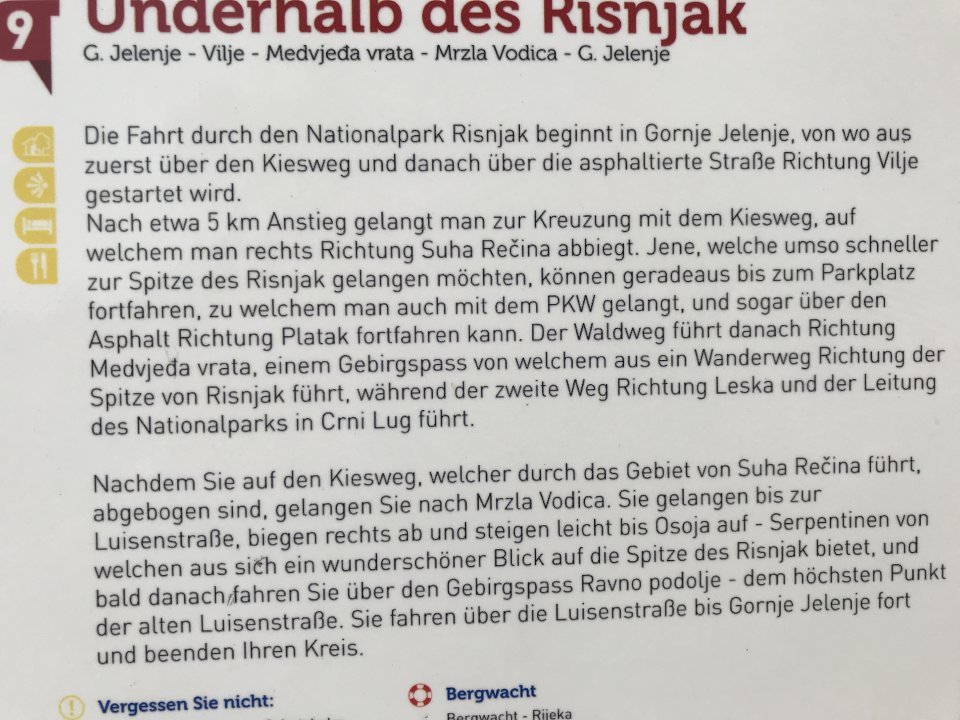 9
Underhalb des Risnjak
G. Jelenje - Vilje - Medvjeđa vrata - Mrzla Vodica - G. Jelenje
Die Fahrt durch den Nationalpark Risnjak beginnt in Gornje Jelenje, von wo aus
zuerst über den Kiesweg und danach über die asphaltierte Straße Richtung Vilje
gestartet wird.
Nach etwa 5 km Anstieg gelangt man zur Kreuzung mit dem Kiesweg, auf
welchem man rechts Richtung Suha Rečina abbiegt. Jene, welche umso schneller
zur Spitze des Risnjak gelangen möchten, können geradeaus bis zum Parkplatz
fortfahren, zu welchem man auch mit dem PKW gelangt, und sogar über den
Asphalt Richtung Platak fortfahren kann. Der Waldweg führt danach Richtung
Medvjeđa vrata, einem Gebirgspass von welchem aus ein Wanderweg Richtung der
Spitze von Risnjak führt, während der zweite Weg Richtung Leska und der Leitung
des Nationalparks in Crni Lug führt.
Nachdem Sie auf den Kiesweg, welcher durch das Gebiet von Suha Rečina führt,
abgebogen sind, gelangen Sie nach Mrzla Vodica. Sie gelangen bis zur
Luisenstraße, biegen rechts ab und steigen leicht bis Osoja auf - Serpentinen von
welchen aus sich ein wunderschöner Blick auf die Spitze des Risnjak bietet, und
bald danach fahren Sie über den Gebirgspass Ravno podolje - dem höchsten Punkt
der alten Luisenstraße. Sie fahren über die Luisenstraße bis Gornje Jelenje fort
und beenden Ihren Kreis.
Vergessen Sie nicht:
Bergwacht
Bergwacht - Rijeka